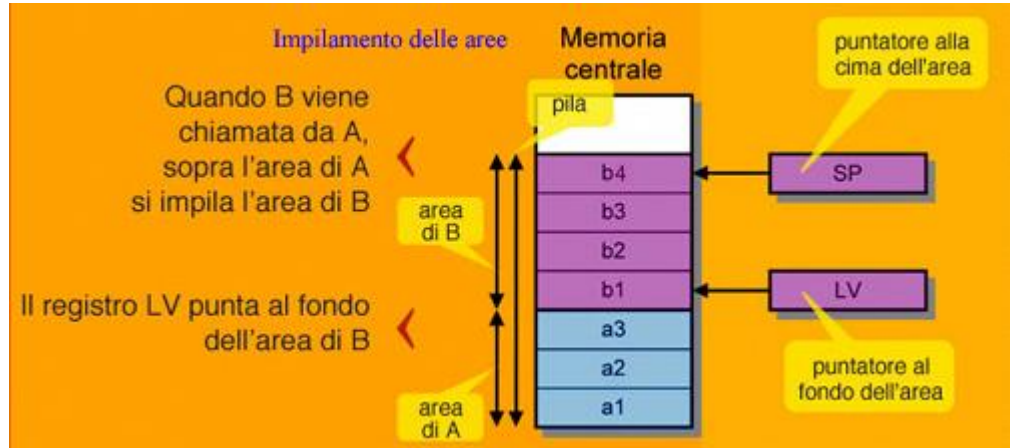 Impilamento delle aree
Memoria
centrale
puntatore alla
cima dell'area
Quando B viene
chiamata da A,
sopra l'area di A
si impila l'area di B
pila
b4
SP
b3
area
di B
b2
b1
LV
Il registro LV punta al fondo
dell'area di B
a3
a2
a1
area
di A
puntatore al
fondo dell'area